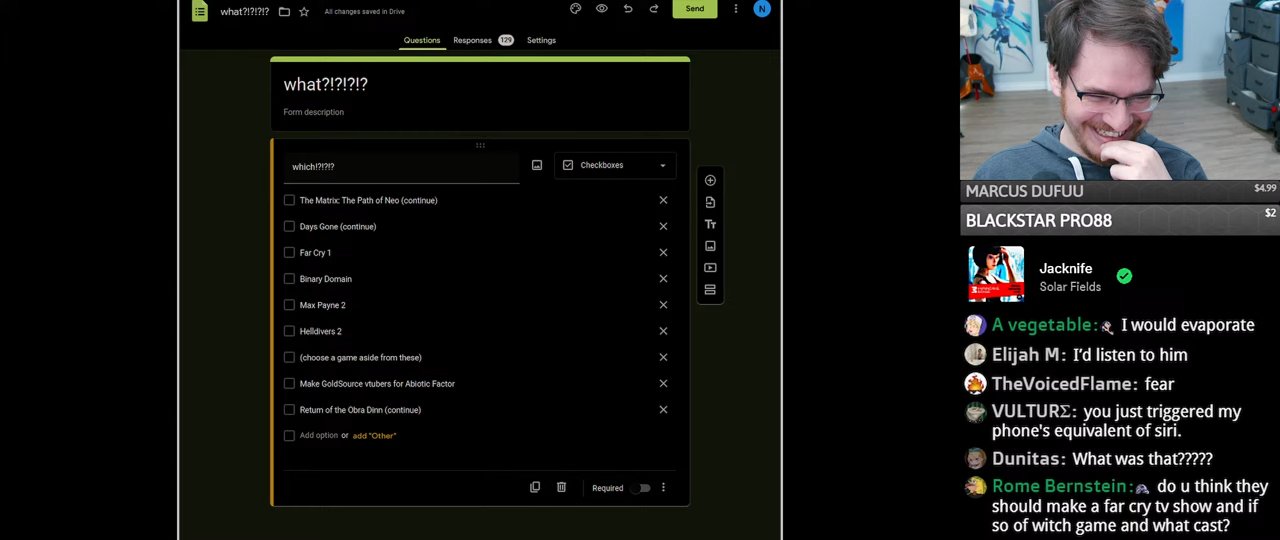 what?!?!?!?
All changes saved in Drive
Send
N
Questions
Responses 129
Settings
what?!?!?!?
Form description
which!?!?!?
Checkboxes
The Matrix: The Path of Neo (continue)
Days Gone (continue)
Far Cry 1
Binary Domain
Max Payne 2
Helldivers 2
(choose a game aside from these)
Make GoldSource vtubers for Abiotic Factor
Return of the Obra Dinn (continue)
Add option or add "Other"
Required
MARCUS DUFUU $4.99
BLACKSTAR PRO88 $2
Jacknife
Solar Fields
A vegetable: I would evaporate
Elijah M: I'd listen to him
TheVoicedFlame: fear
VULTURΣ: you just triggered my
phone's equivalent of siri.
Dunitas: What was that?????
Rome Bernstein: do u think they
should make a far cry tv show and if
so of witch game and what cast?